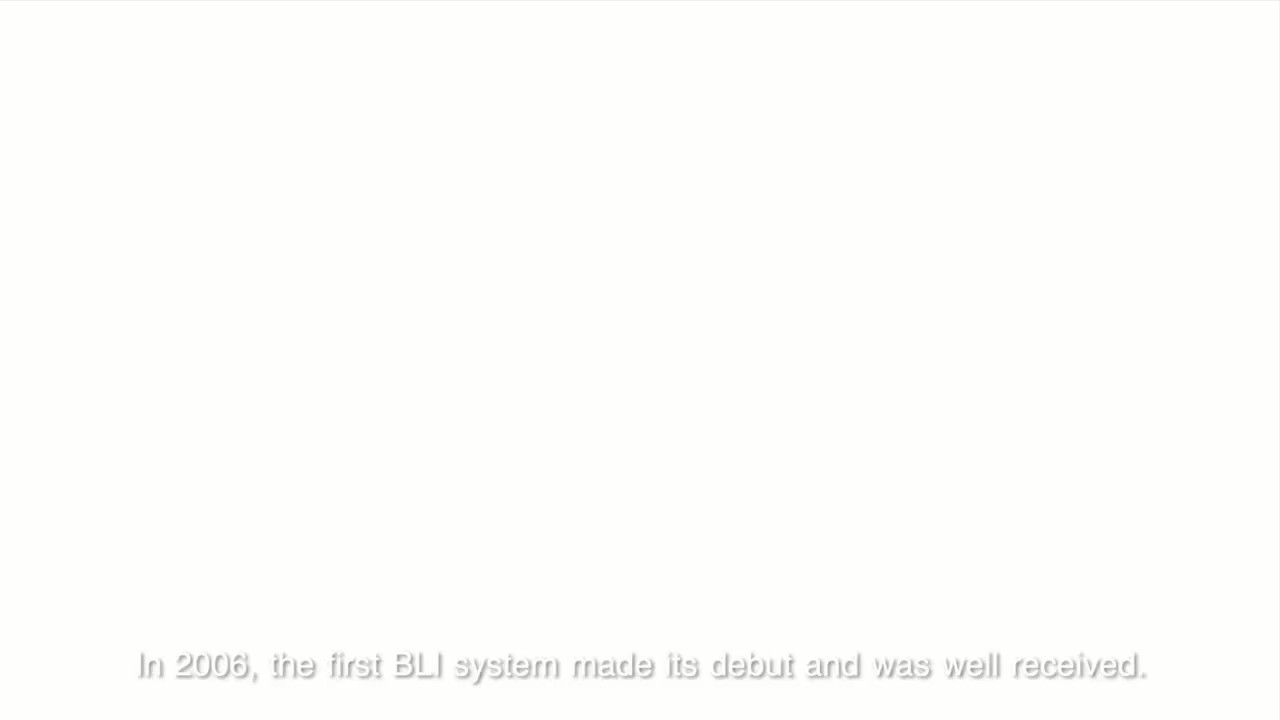 In 2006, the first BLI system made its debut and was well received.